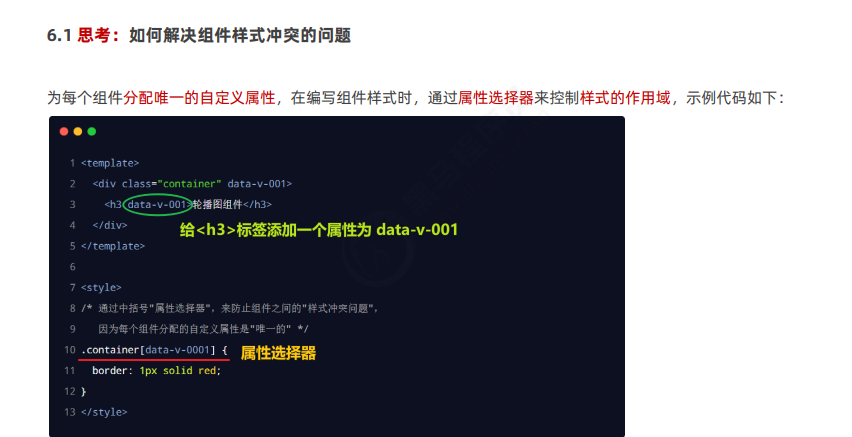 6.1 思考：如何解决组件样式冲突的问题
为每个组件分配唯一的自定义属性，在编写组件样式时，通过属性选择器来控制样式的作用域，示例代码如下：
1 <template>
2 <div class="container" data-v-001>
3 <h3 data-v-001>轮播图组件</h3>
4 </div>
给<h3>标签添加一个属性为 data-v-001
5 </template>
6
7 <style>
8 /* 通过中括号"属性选择器"，来防止组件之间的"样式冲突问题"，
9 因为每个组件分配的自定义属性是"唯一的" */
10 .container[data-v-0001] { 属性选择器
11 border: 1px solid red;
12 }
13 </style>